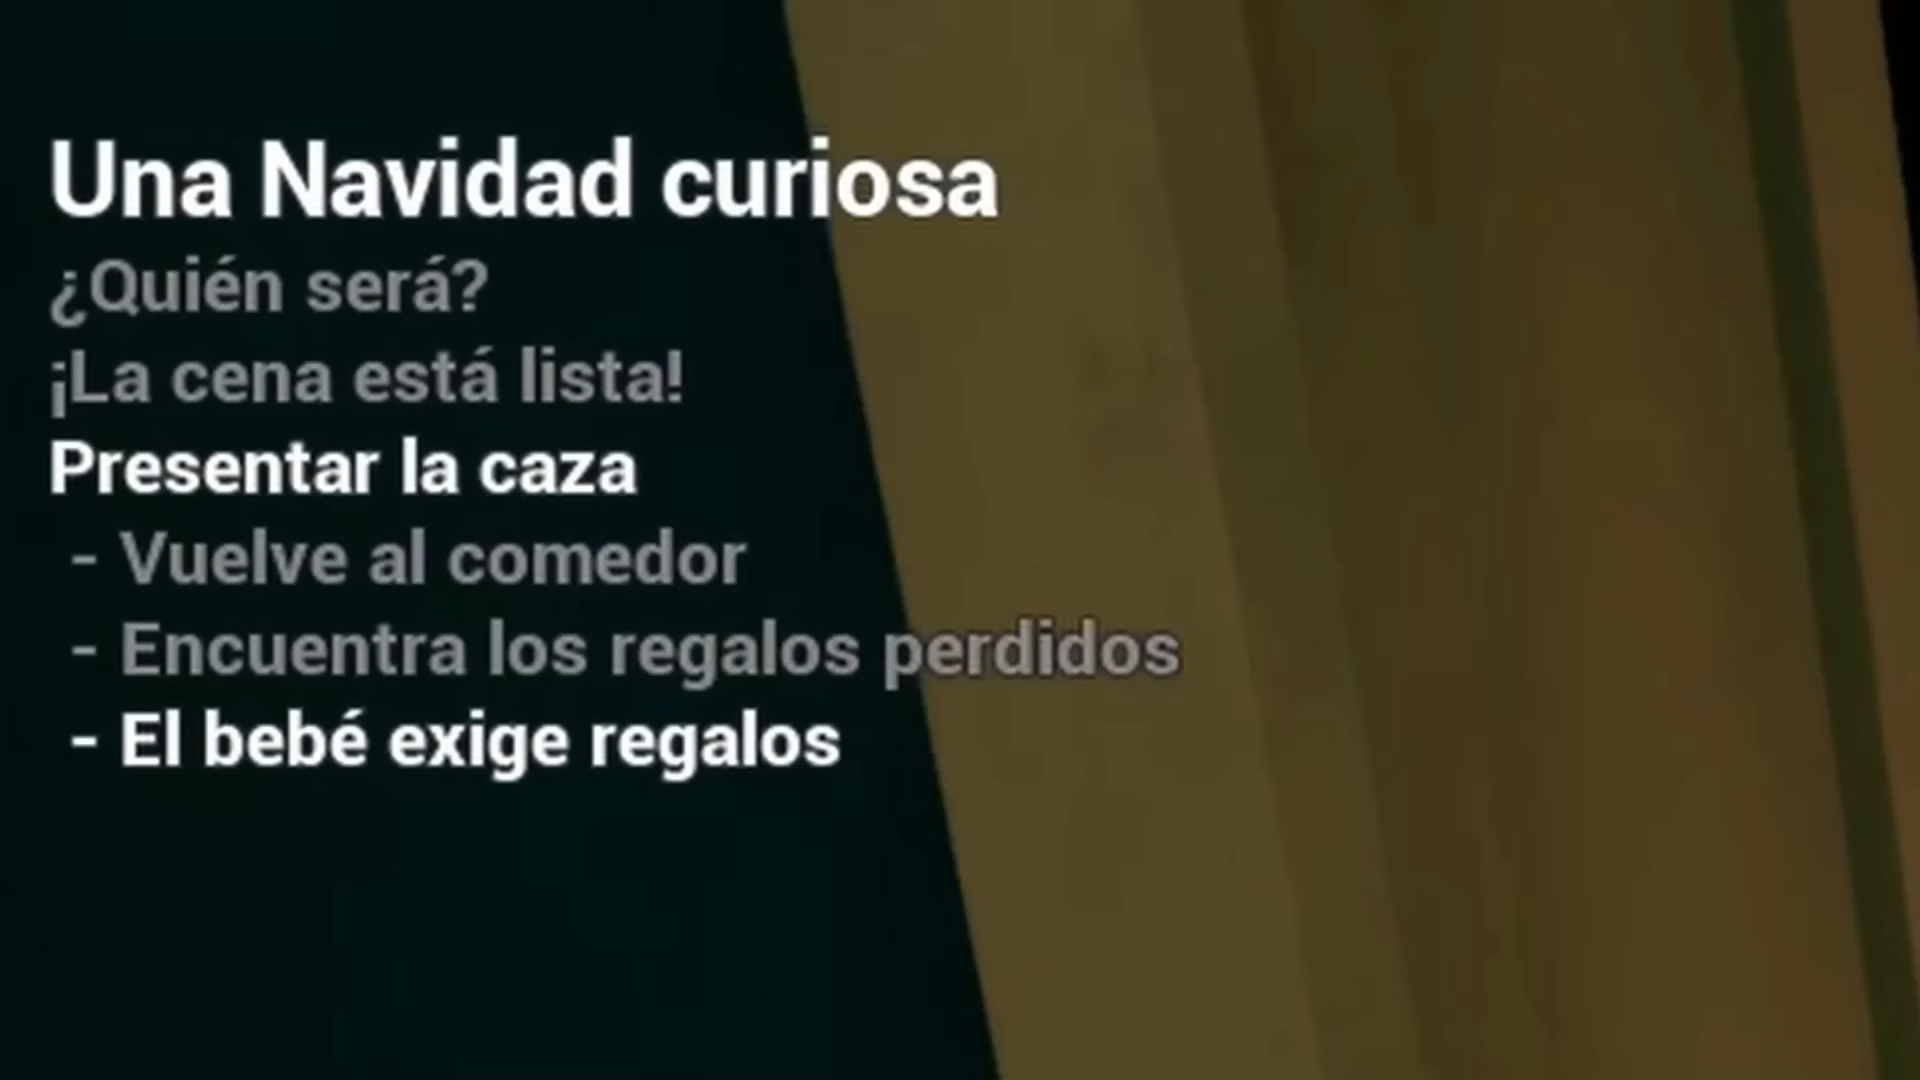 Una Navidad curiosa
¿Quién será?
¡La cena está lista!
Presentar la caza
- Vuelve al comedor
- Encuentra los regalos perdidos
- El bebé exige regalos